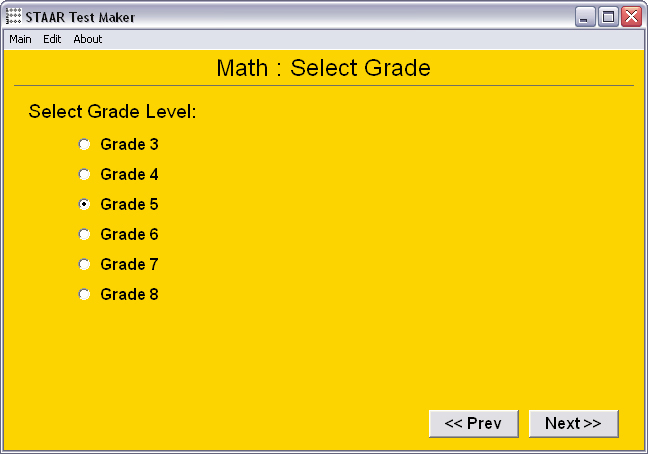 STAAR Test Maker
Main Edit About
Math : Select Grade
Select Grade Level:
Grade 3
Grade 4
Grade 5
Grade 6
Grade 7
Grade 8
<< Prev Next >>